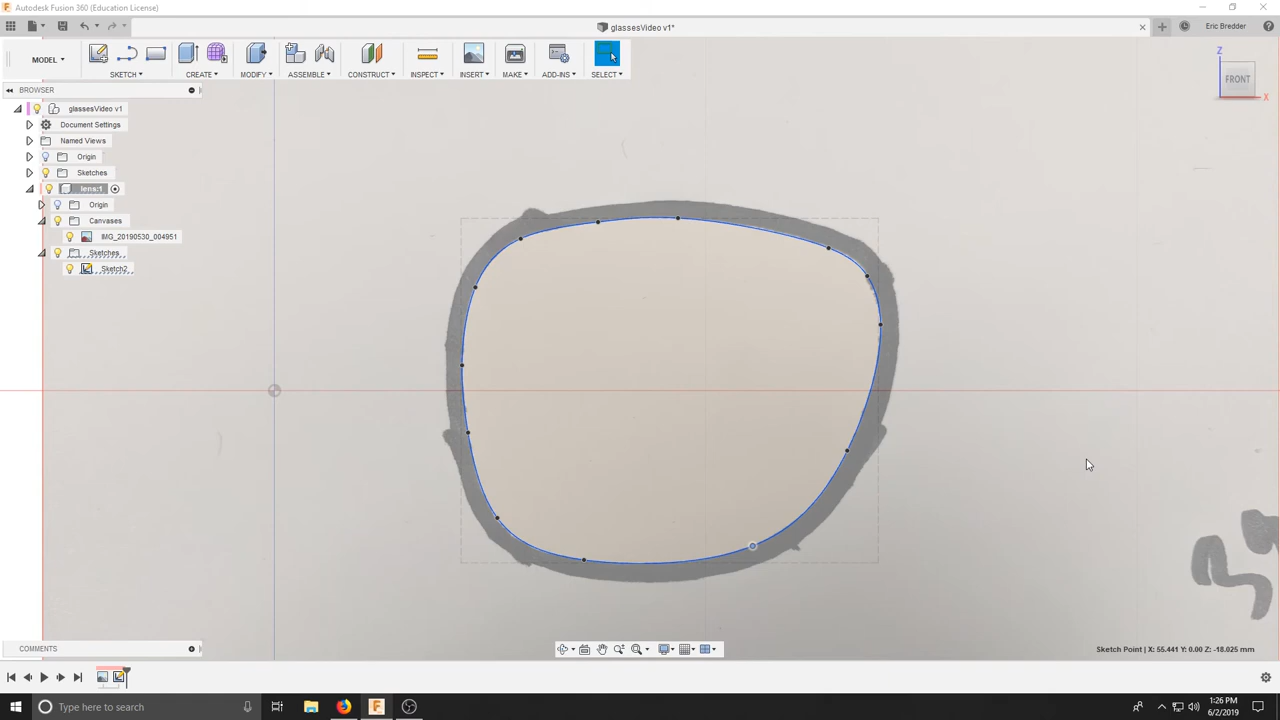 Autodesk Fusion 360 (Education License)
glassesVideo v1*
Eric Bredder
MODEL
SKETCH
CREATE
MODIFY
ASSEMBLE
CONSTRUCT
INSPECT
INSERT
MAKE
ADD-INS
SELECT
Z
FRONT
X
BROWSER
glassesVideo v1
Document Settings
Named Views
Origin
Sketches
lens:1
Origin
Canvases
IMG_20190530_004951
Sketches
Sketch2
COMMENTS
Sketch Point | X: 55.441 Y: 0.00 Z: -18.025 mm
Type here to search
1:26 PM
6/2/2019